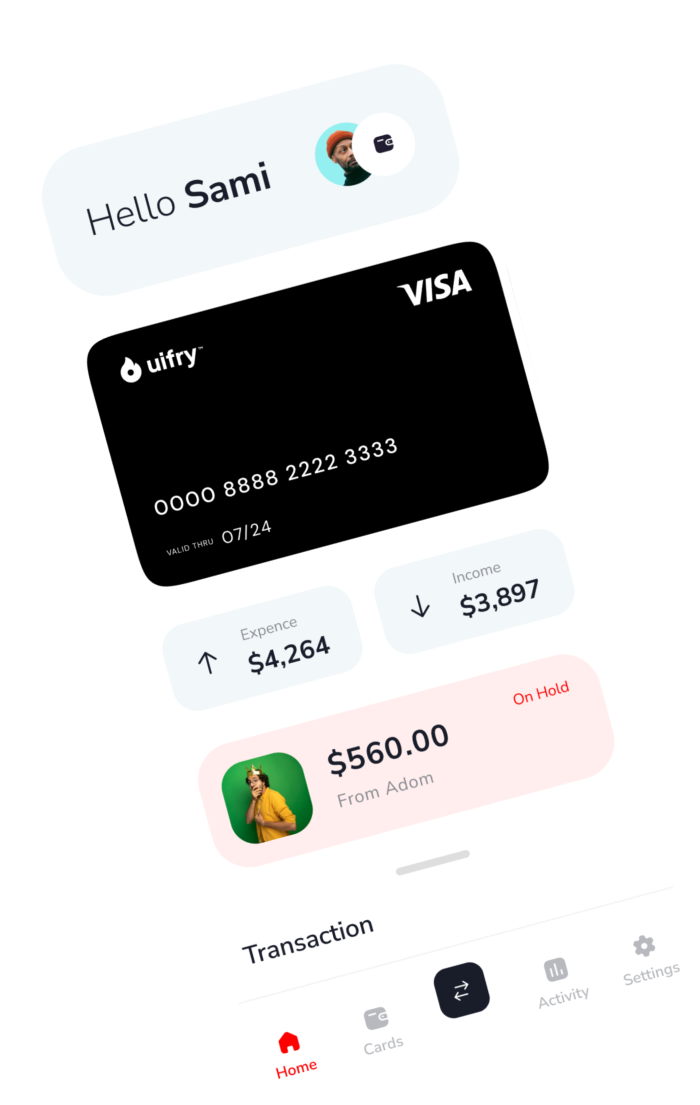 Hello Sami
VISA
uifry™
0000 8888 2222 3333
VALID THRU 07/24
Expence
$4,264
Income
$3,897
On Hold
$560.00
From Adom
Transaction
Home
Cards
Activity
Settings